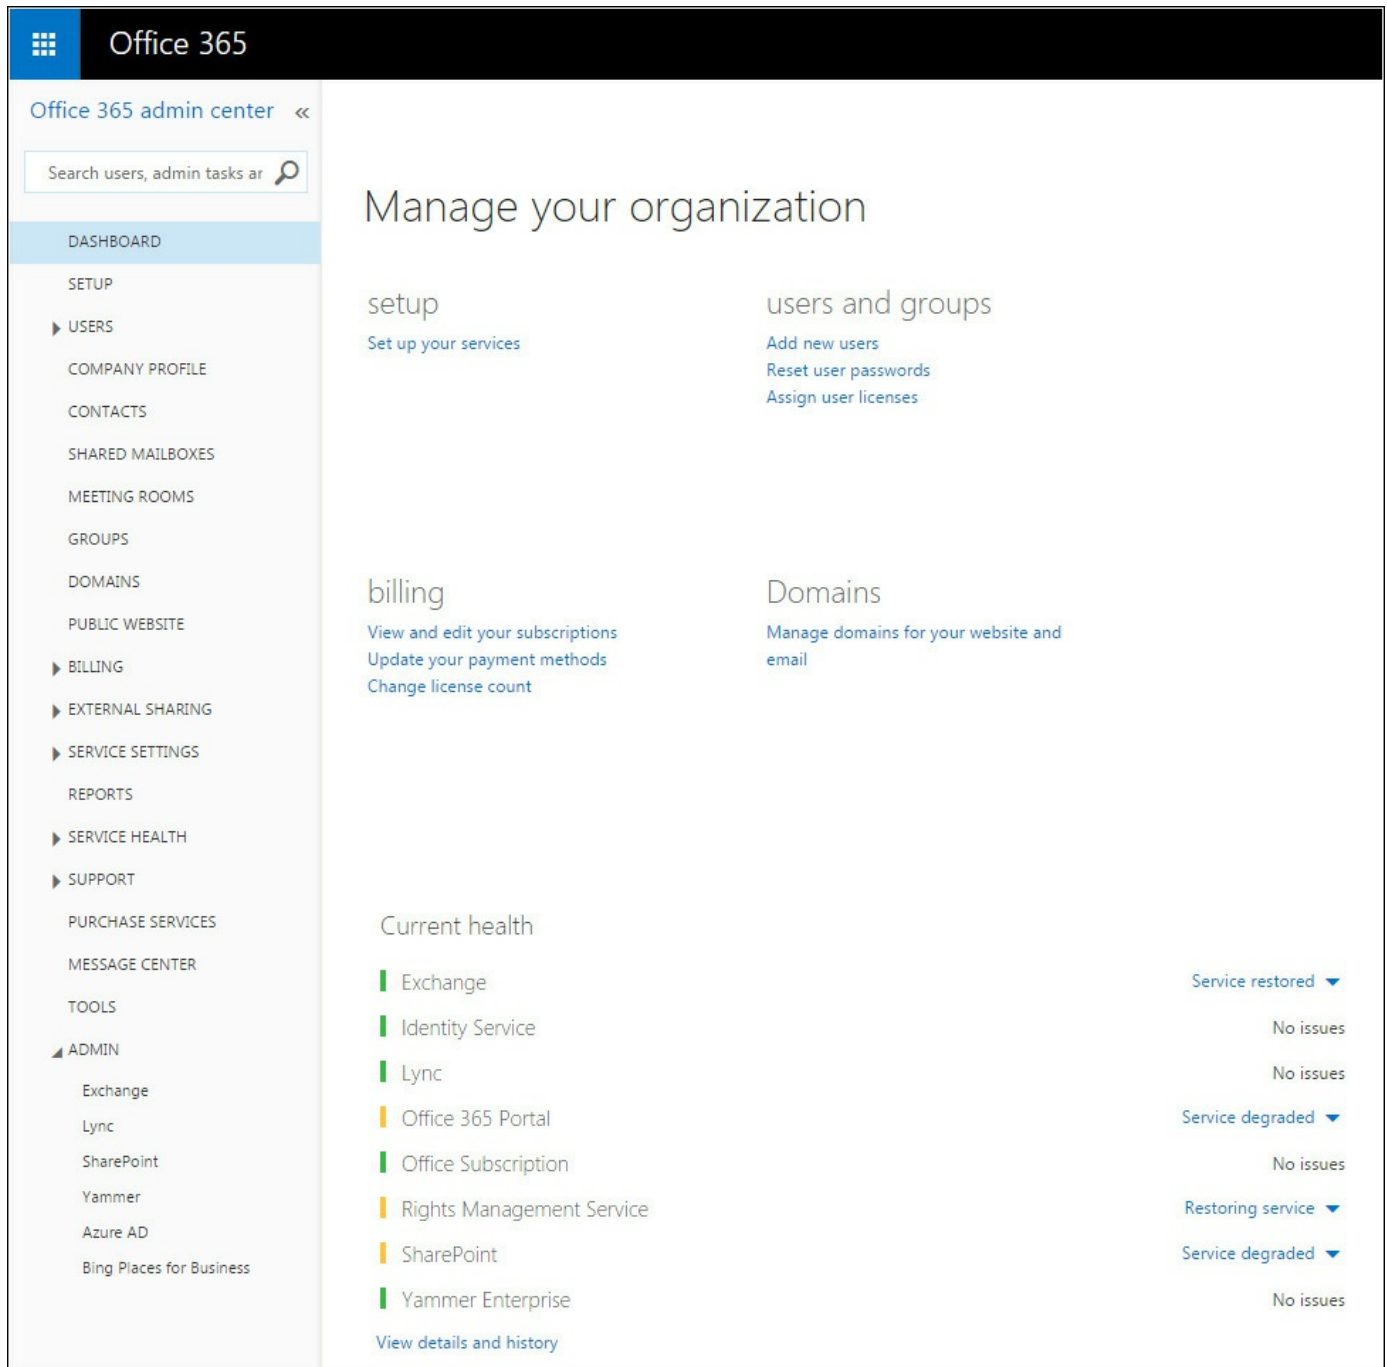 Office 365
Office 365 admin center «
Search users, admin tasks ar
DASHBOARD
SETUP
USERS
COMPANY PROFILE
CONTACTS
SHARED MAILBOXES
MEETING ROOMS
GROUPS
DOMAINS
PUBLIC WEBSITE
BILLING
EXTERNAL SHARING
SERVICE SETTINGS
REPORTS
SERVICE HEALTH
SUPPORT
PURCHASE SERVICES
MESSAGE CENTER
TOOLS
ADMIN
Exchange
Lync
SharePoint
Yammer
Azure AD
Bing Places for Business
Manage your organization
setup
Set up your services
users and groups
Add new users
Reset user passwords
Assign user licenses
billing
View and edit your subscriptions
Update your payment methods
Change license count
Domains
Manage domains for your website and
email
Current health
Exchange Service restored
Identity Service No issues
Lync No issues
Office 365 Portal Service degraded
Office Subscription No issues
Rights Management Service Restoring service
SharePoint Service degraded
Yammer Enterprise No issues
View details and history